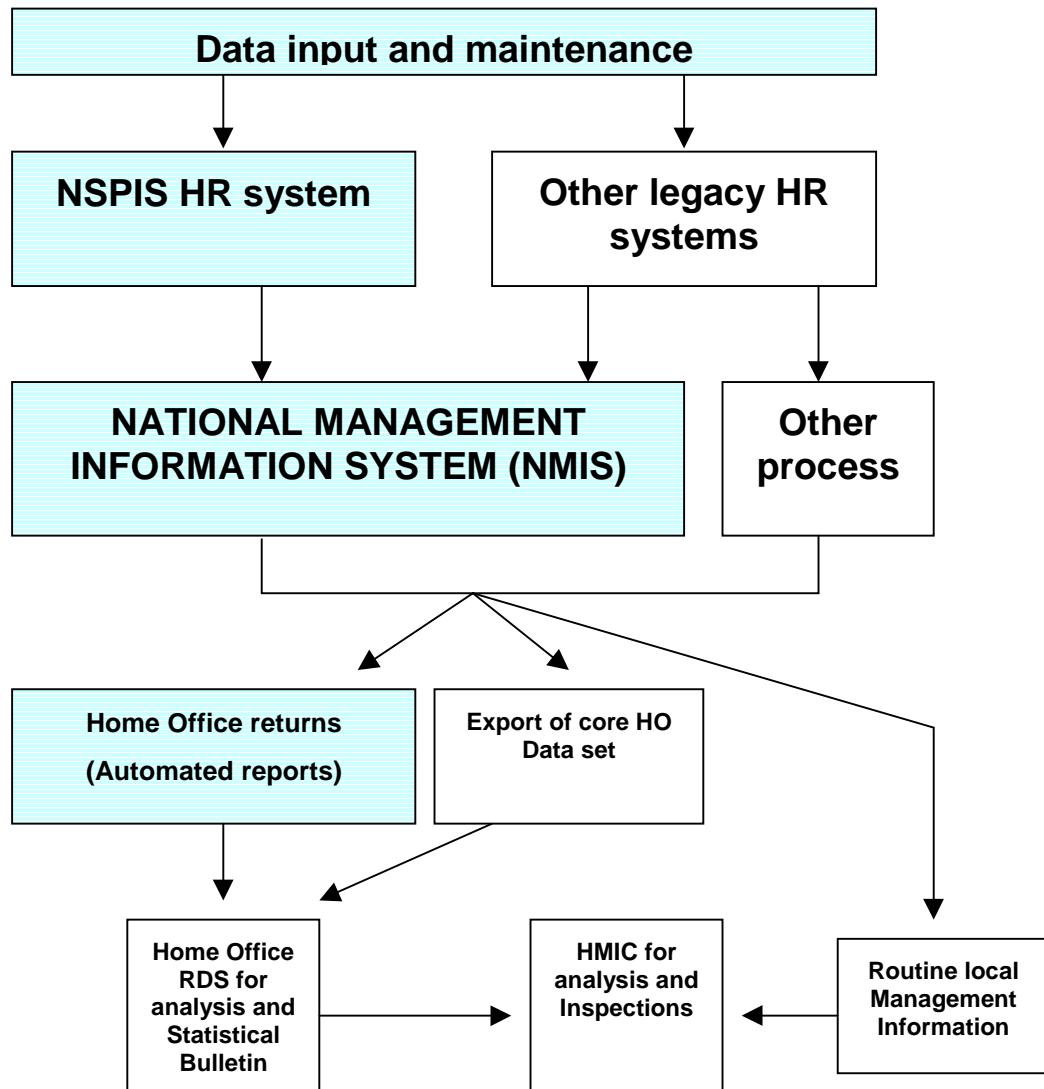 Data input and maintenance
NSPIS HR system
Other legacy HR
systems
NATIONAL MANAGEMENT
INFORMATION SYSTEM (NMIS)
Other
process
Home Office returns
(Automated reports)
Export of core HO
Data set
Home Office
RDS for
analysis and
Statistical
Bulletin
HMIC for
analysis and
Inspections
Routine local
Management
Information